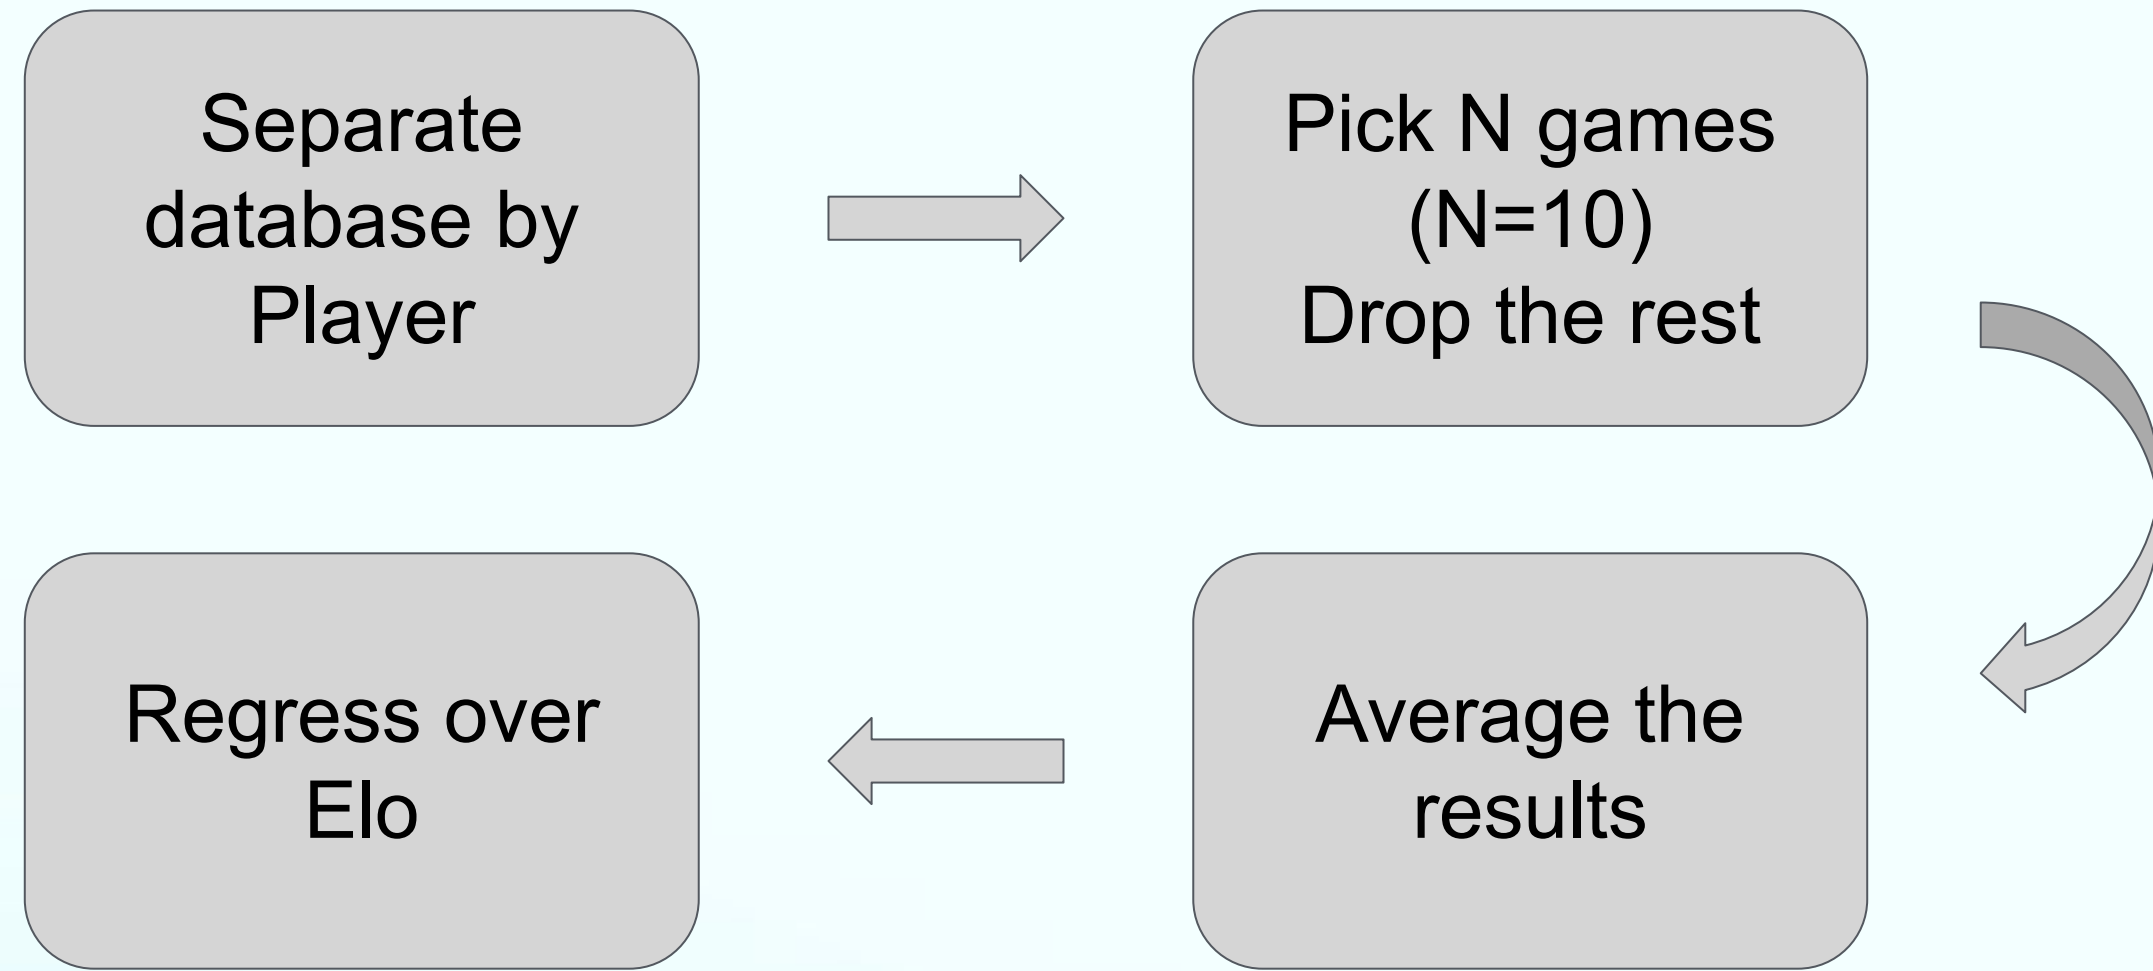 Separate
database by
Player
Pick N games
(N=10)
Drop the rest
Average the
results
Regress over
Elo